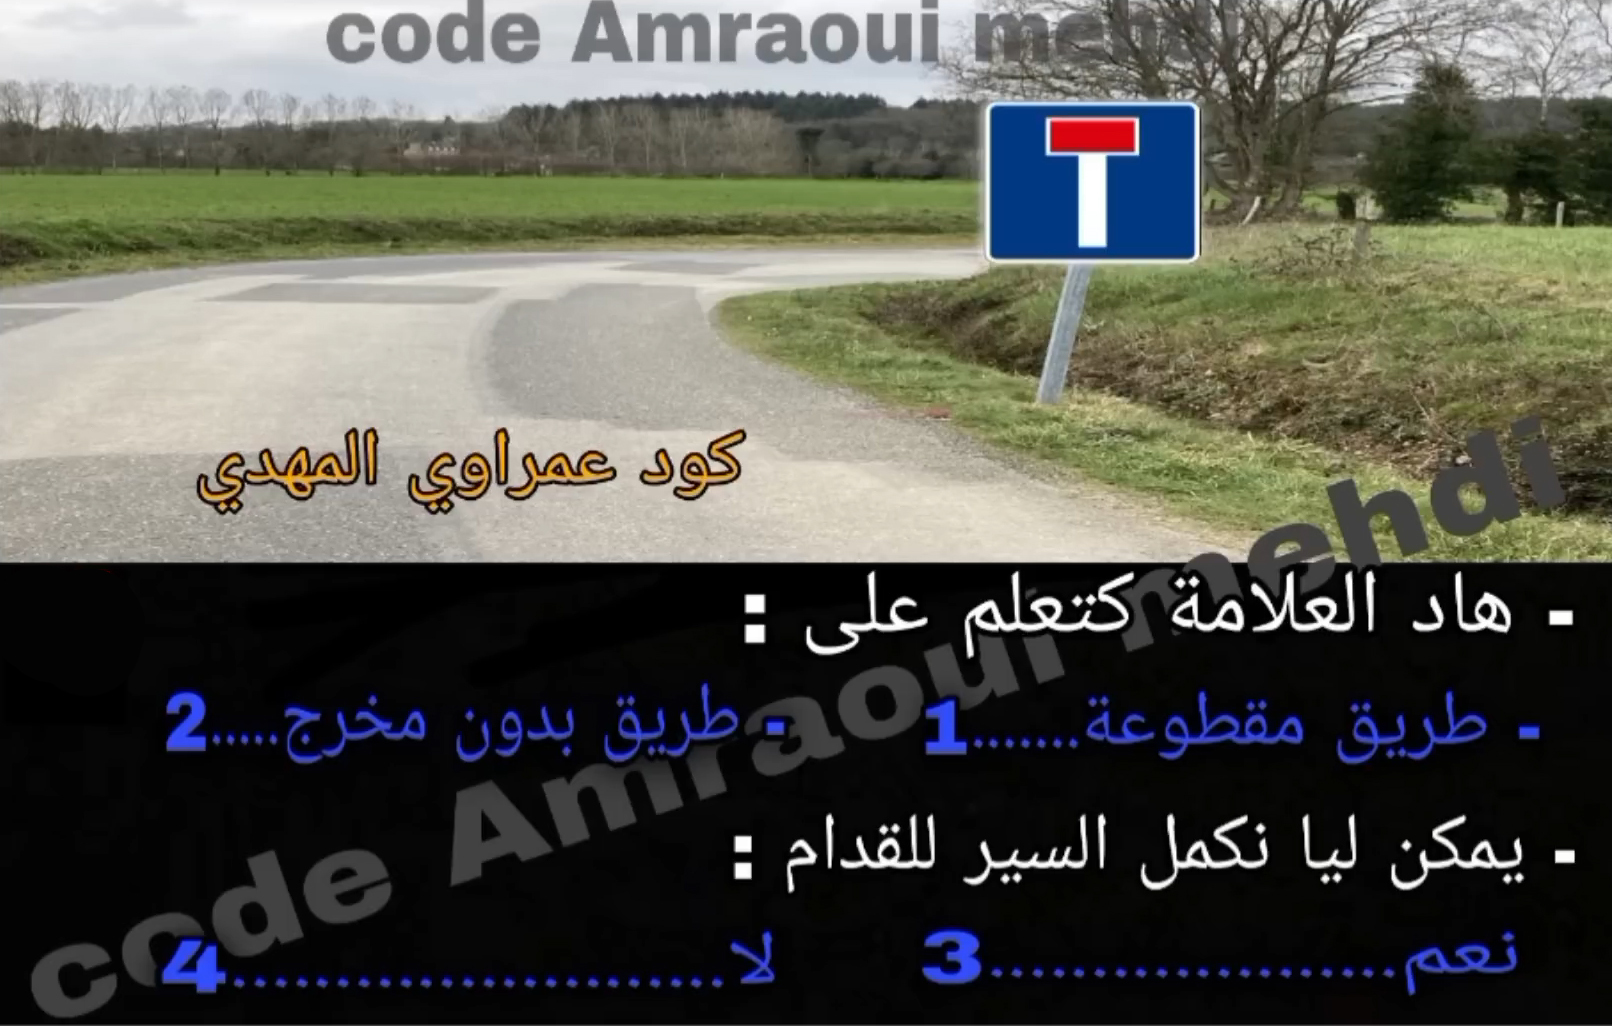 code Amraoui mehdi
كود عمراوي المهدي
code Amraoui mehdi
- هاد العلامة كتعلم على :
- طريق مقطوعة.......1 - طريق بدون مخرج.....2
- يمكن ليا نكمل السير للقدام :
نعم....................3 لا........................4